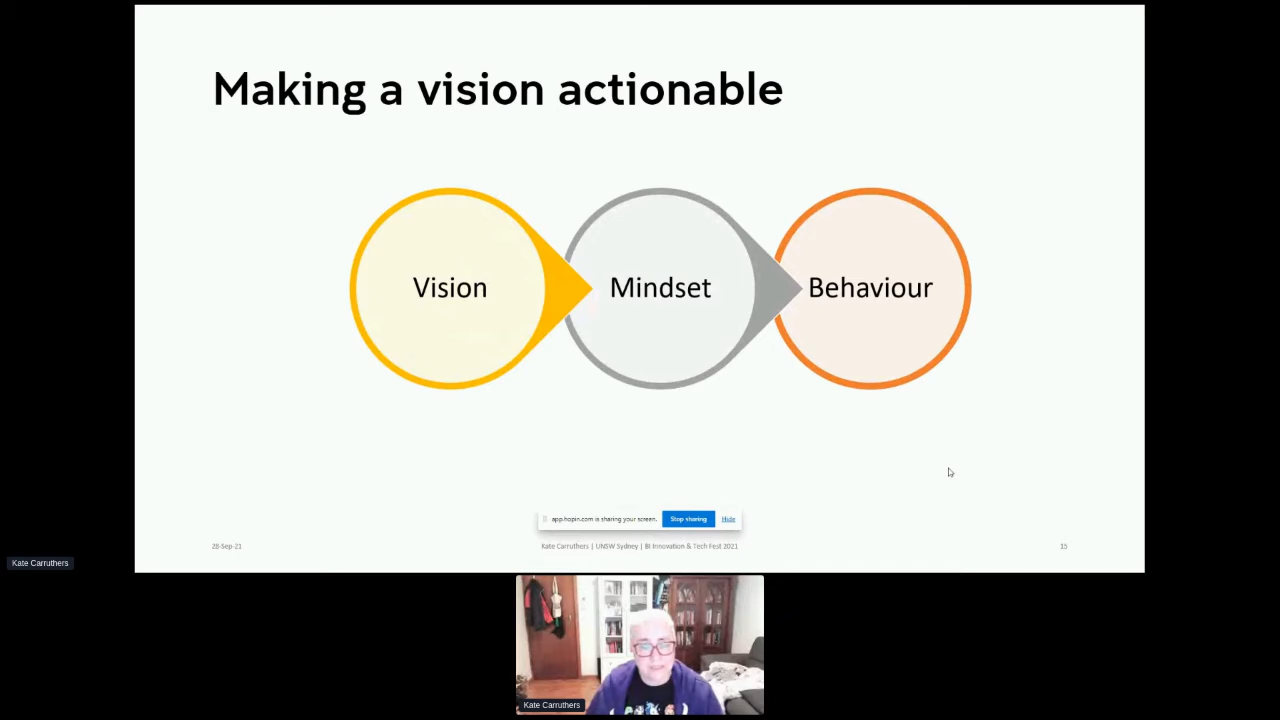 Making a vision actionable
Vision
Mindset
Behaviour
app.hopin.com is sharing your screen.
Stop sharing
Hide
28-Sep-21
Kate Carruthers | UNSW Sydney | BI Innovation & Tech Fest 2021
15
Kate Carruthers
Kate Carruthers